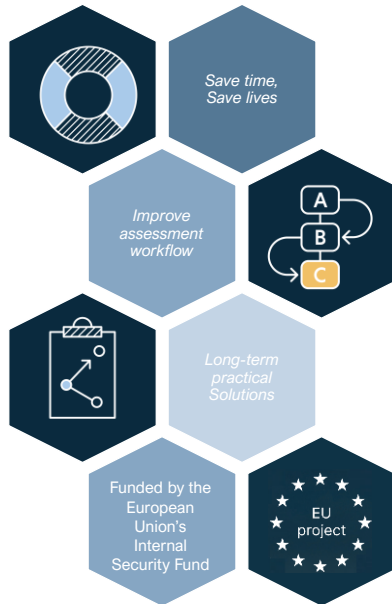 Save time,
Save lives
Improve
assessment
workflow
A
B
C
Long-term
practical
Solutions
Funded by the
European
Union's
Internal
Security Fund
EU
project